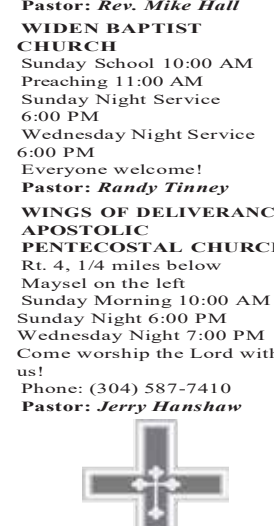 Pastor: Rev. Mike Hall
WIDEN BAPTIST
CHURCH
Sunday School 10:00 AM
Preaching 11:00 AM
Sunday Night Service
6:00 PM
Wednesday Night Service
6:00 PM
Everyone welcome!
Pastor: Randy Tinney
WINGS OF DELIVERANC
APOSTOLIC
PENTECOSTAL CHURCH
Rt. 4, 1/4 miles below
Maysel on the left
Sunday Morning 10:00 AM
Sunday Night 6:00 PM
Wednesday Night 7:00 PM
Come worship the Lord with
us!
Phone: (304) 587-7410
Pastor: Jerry Hanshaw